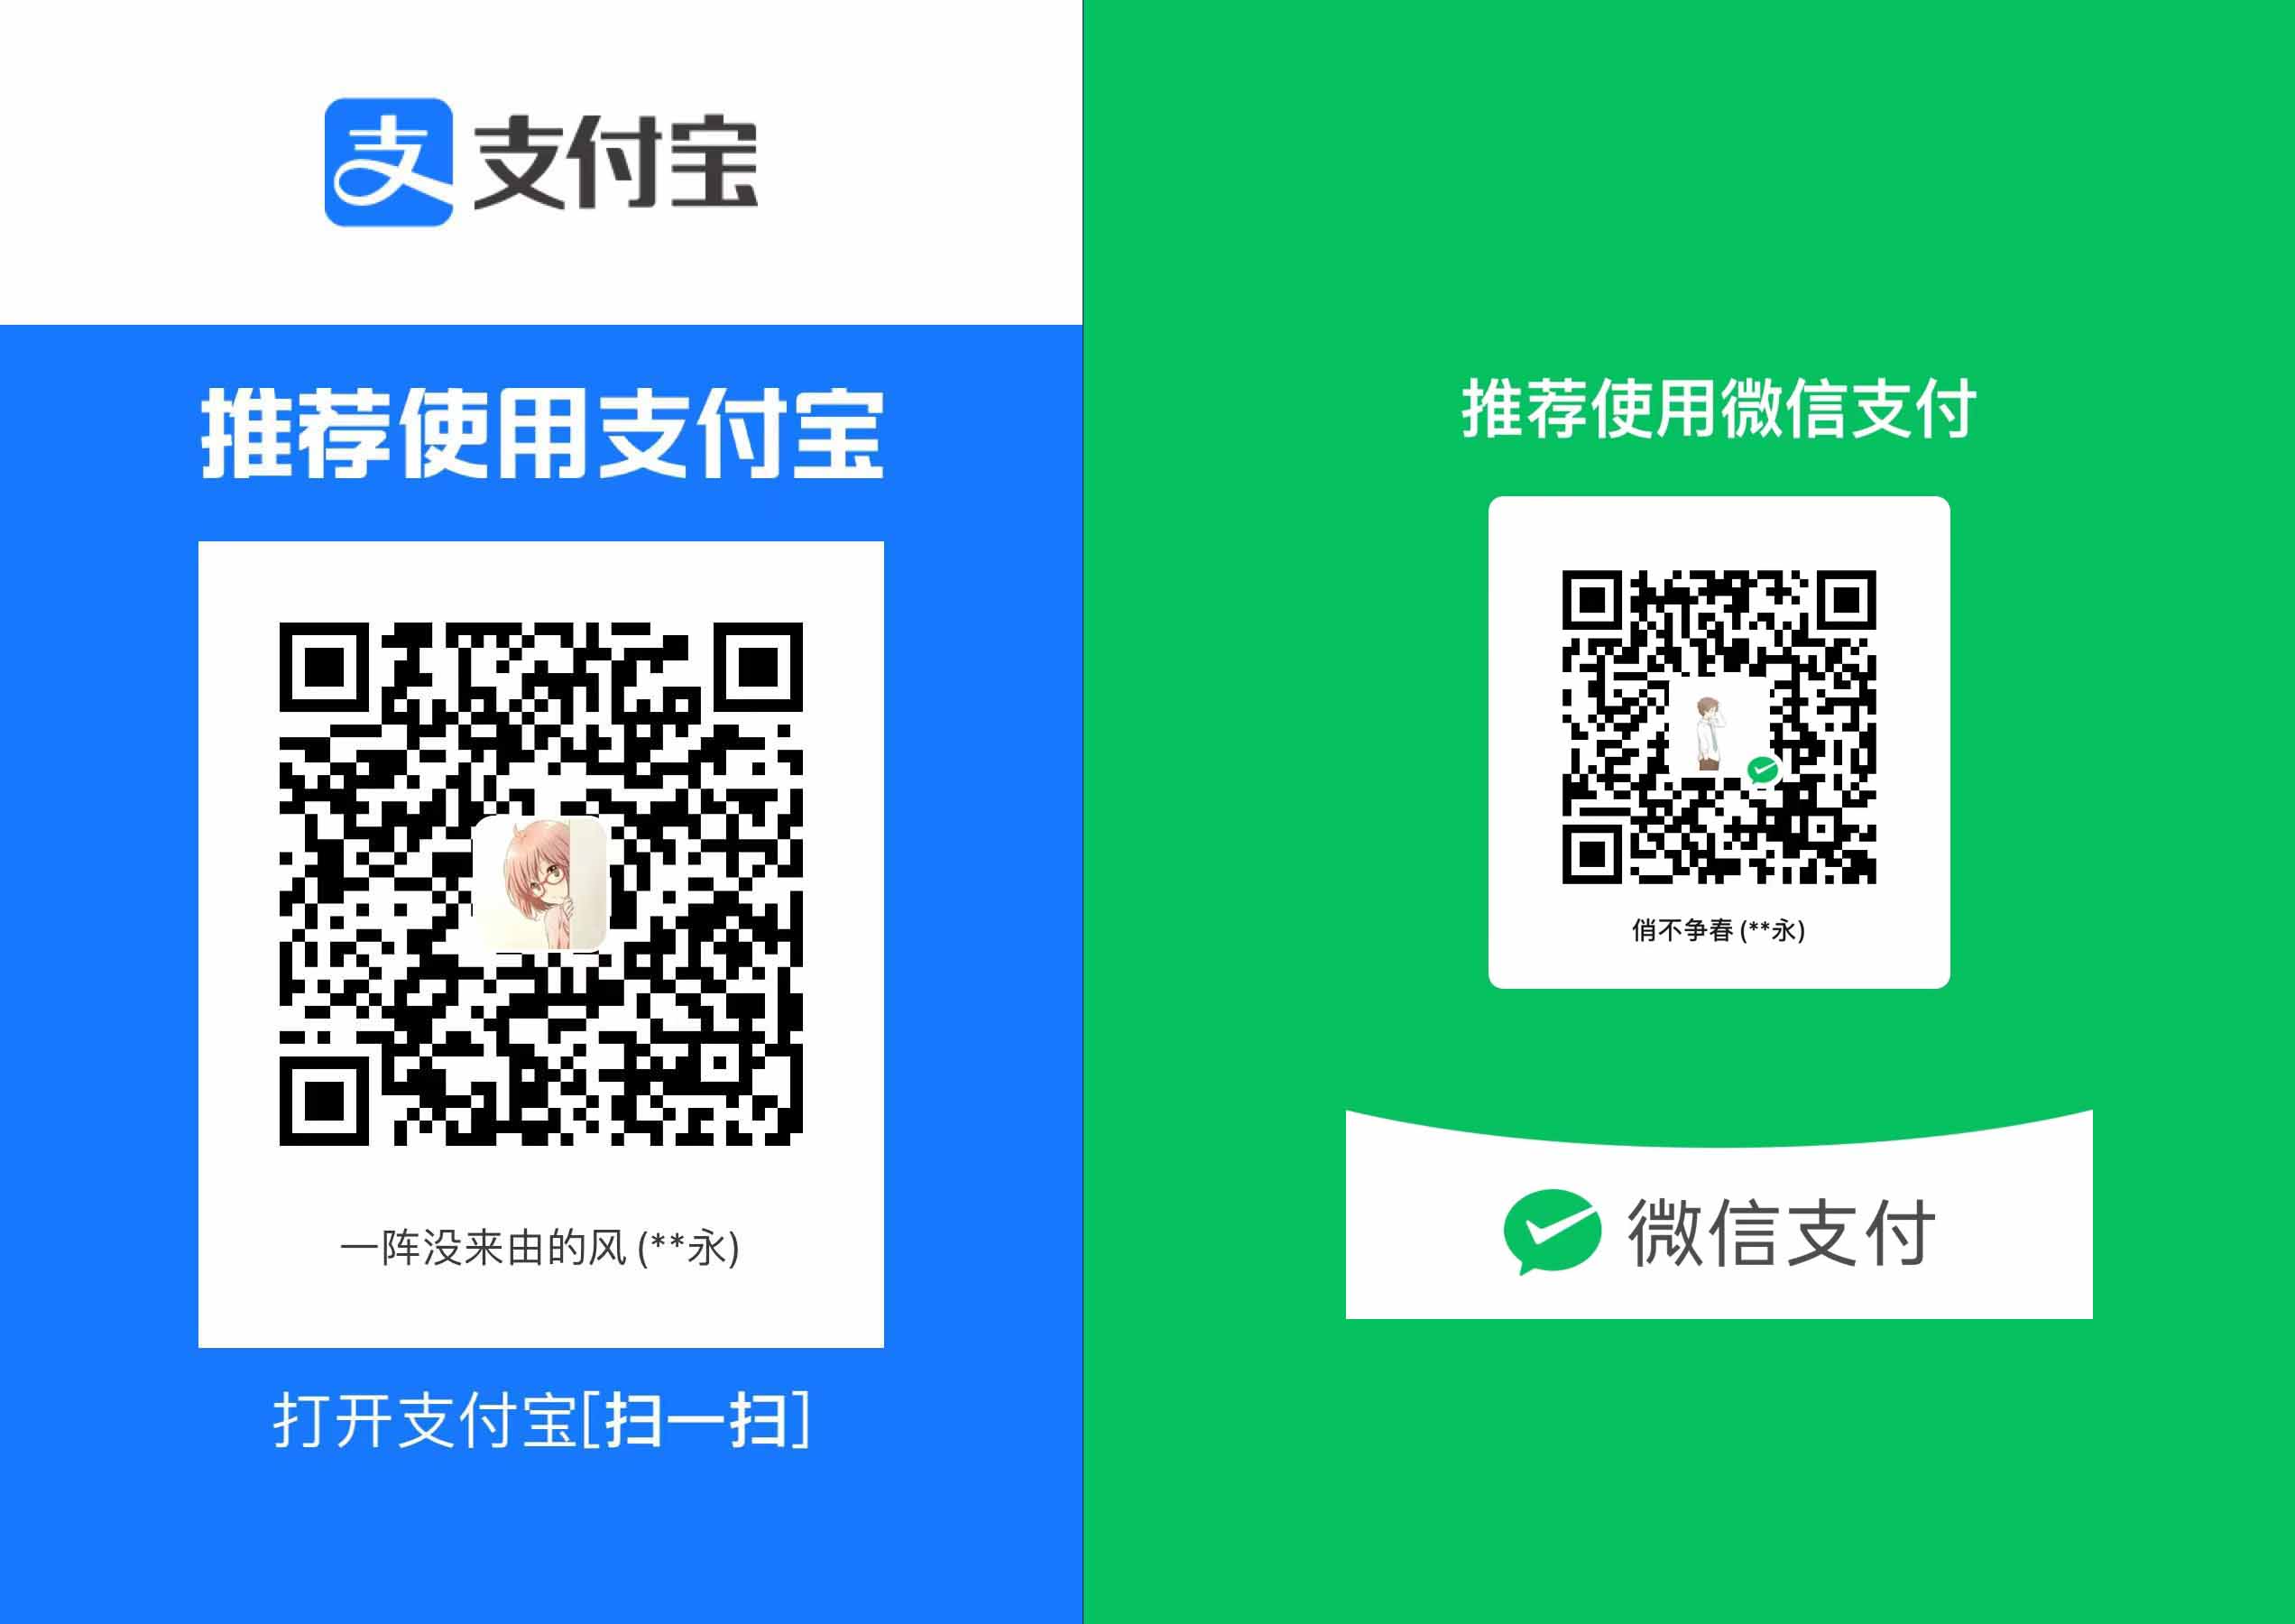 支 支付宝
推荐使用支付宝
一阵没来由的风 (**永)
打开支付宝[扫一扫]
推荐使用微信支付
俏不争春 (**永)
微信支付